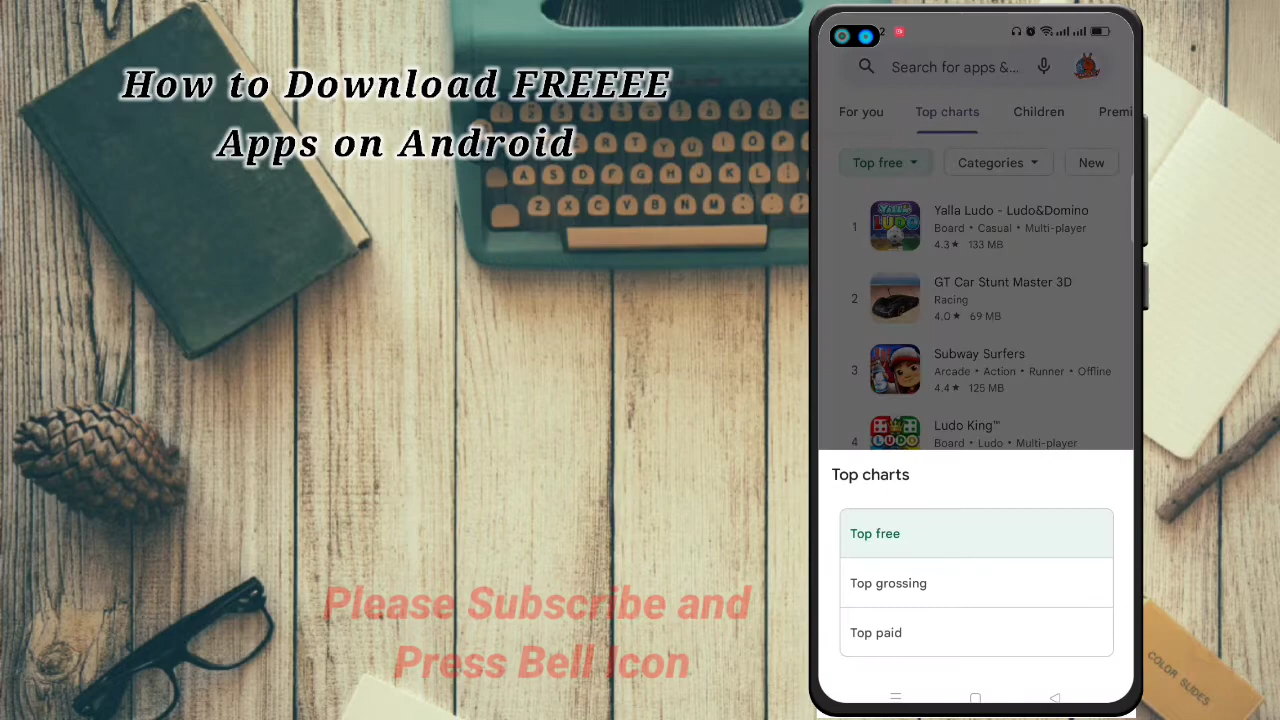 How to Download FREEEE
Apps on Android
Please Subscribe and
Press Bell Icon
Search for apps &...
For you
Top charts
Children
Premi
Top free
Categories
New
1
Yalla Ludo - Ludo&Domino
Board • Casual • Multi-player
4.3★ 133 MB
2
GT Car Stunt Master 3D
Racing
4.0★ 69 MB
3
Subway Surfers
Arcade • Action • Runner • Offline
4.4★ 125 MB
4
Ludo King™
Board • Ludo • Multi-player
Top charts
Top free
Top grossing
Top paid
COLOR SLIDES